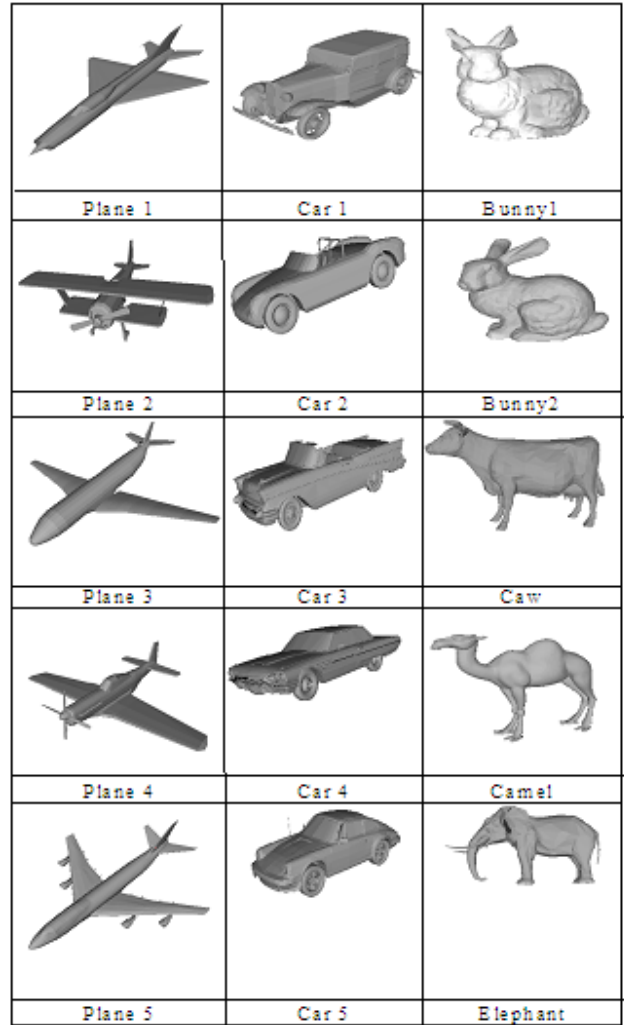 Plane 1 Car 1 Bunny1
Plane 2 Car 2 Bunny2
Plane 3 Car 3 Caw
Plane 4 Car 4 Camel
Plane 5 Car 5 Elephant